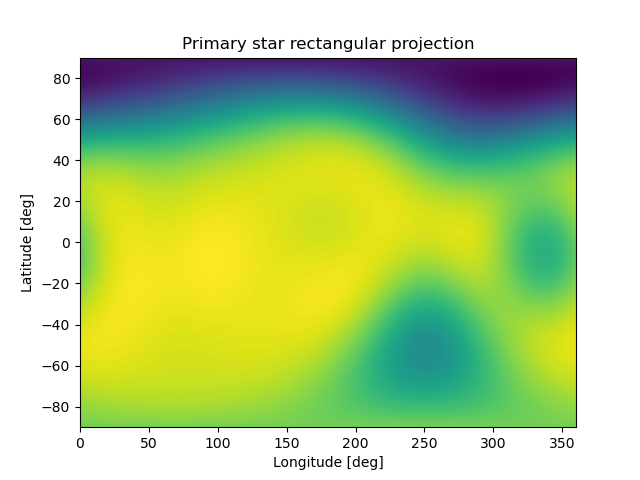 Primary star rectangular projection
Latitude [deg]
80
60
40
20
0
−20
−40
−60
−80
0 50 100 150 200 250 300 350
Longitude [deg]